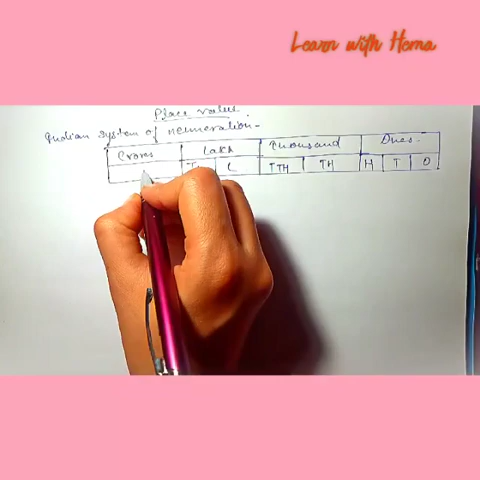 Learn with Hema
Place value
Indian system of numeration-
Crores Lakh Thousand Ones
T L TTH TH H T O